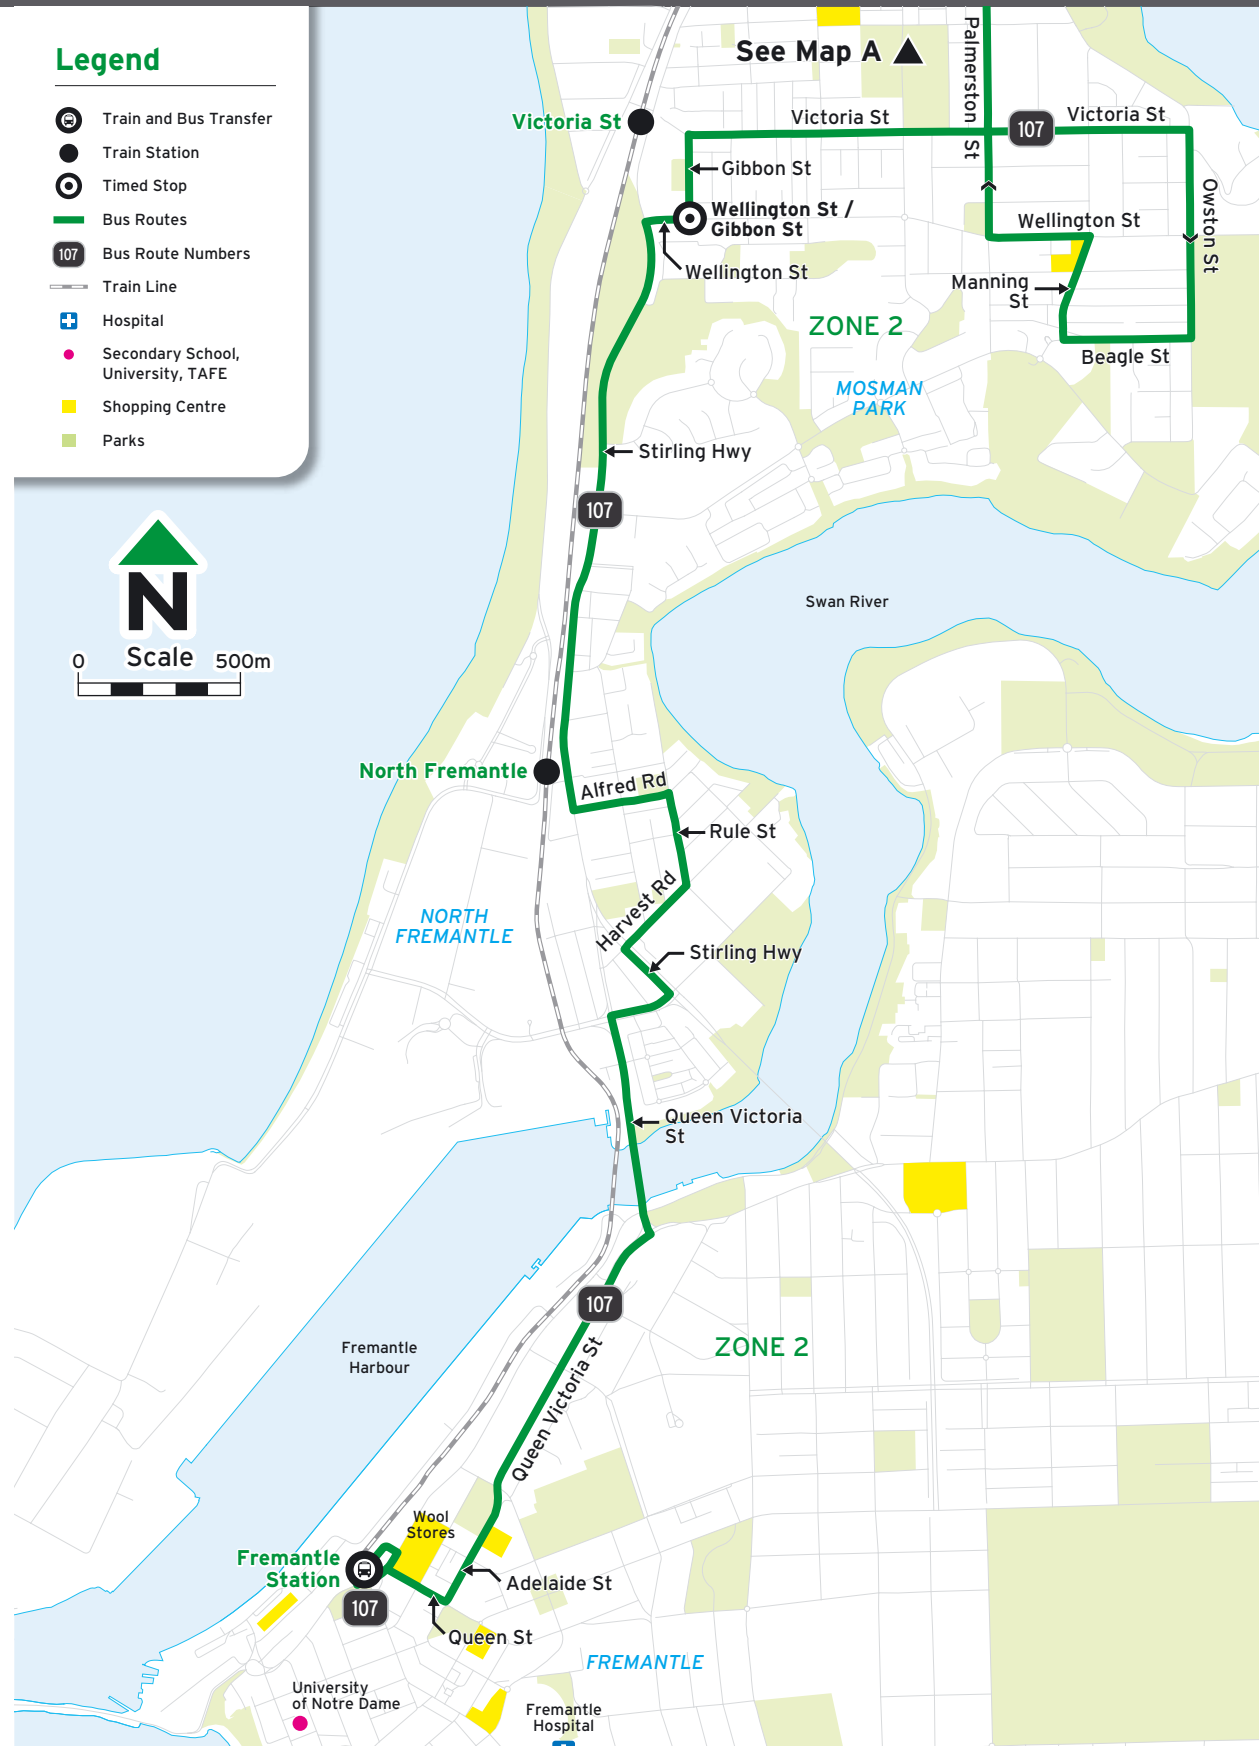 Legend
Train and Bus Transfer
Train Station
Timed Stop
Bus Routes
107
Bus Route Numbers
Train Line
Hospital
Secondary School,
University, TAFE
Shopping Centre
Parks
N
Scale
0
500m
See Map A
Palmerston St
Victoria St
Victoria St
107
Victoria St
Gibbon St
Wellington St /
Gibbon St
Wellington St
Owston St
Wellington St
Manning
St
Beagle St
ZONE 2
MOSMAN
PARK
Stirling Hwy
107
Swan River
North Fremantle
Alfred Rd
Rule St
Harvest Rd
NORTH
FREMANTLE
Stirling Hwy
Queen Victoria
St
107
Queen Victoria St
ZONE 2
Fremantle
Harbour
Wool
Stores
Fremantle
Station
107
Adelaide St
Queen St
FREMANTLE
University
of Notre Dame
Fremantle
Hospital